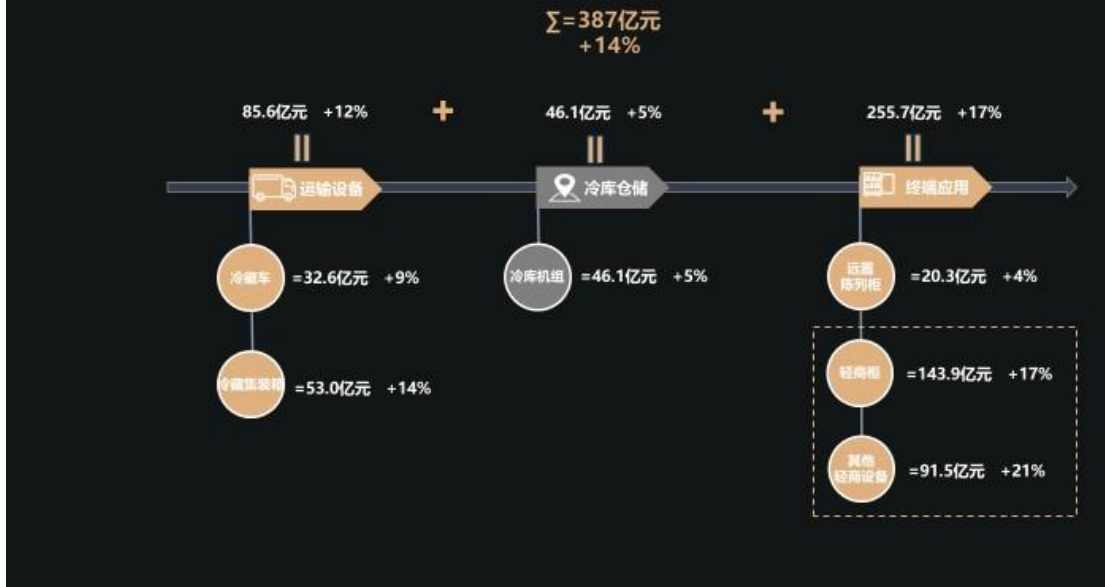 ∑=387亿元
+14%
85.6亿元 +12%
+
46.1亿元 +5%
+
255.7亿元 +17%
运输设备
冷库仓储
终端应用
冷藏车
=32.6亿元 +9%
冷库机组
=46.1亿元 +5%
远置
陈列柜
=20.3亿元 +4%
冷藏集装箱
=53.0亿元 +14%
轻商柜
=143.9亿元 +17%
其他
轻商设备
=91.5亿元 +21%